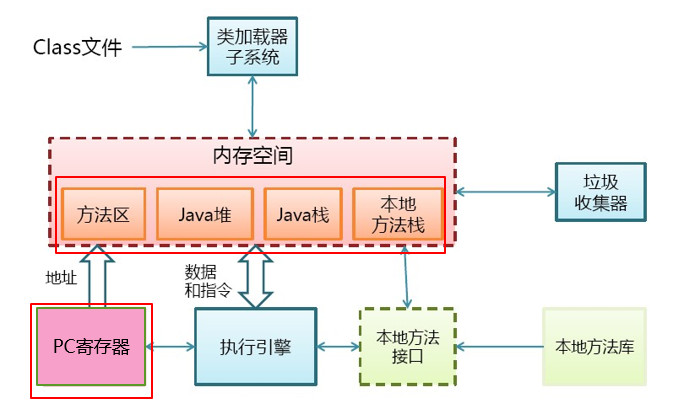 Class文件
类加载器
子系统
内存空间
方法区
Java堆
Java栈
本地
方法栈
垃圾
收集器
地址
数据
和指令
PC寄存器
执行引擎
本地方法
接口
本地方法库